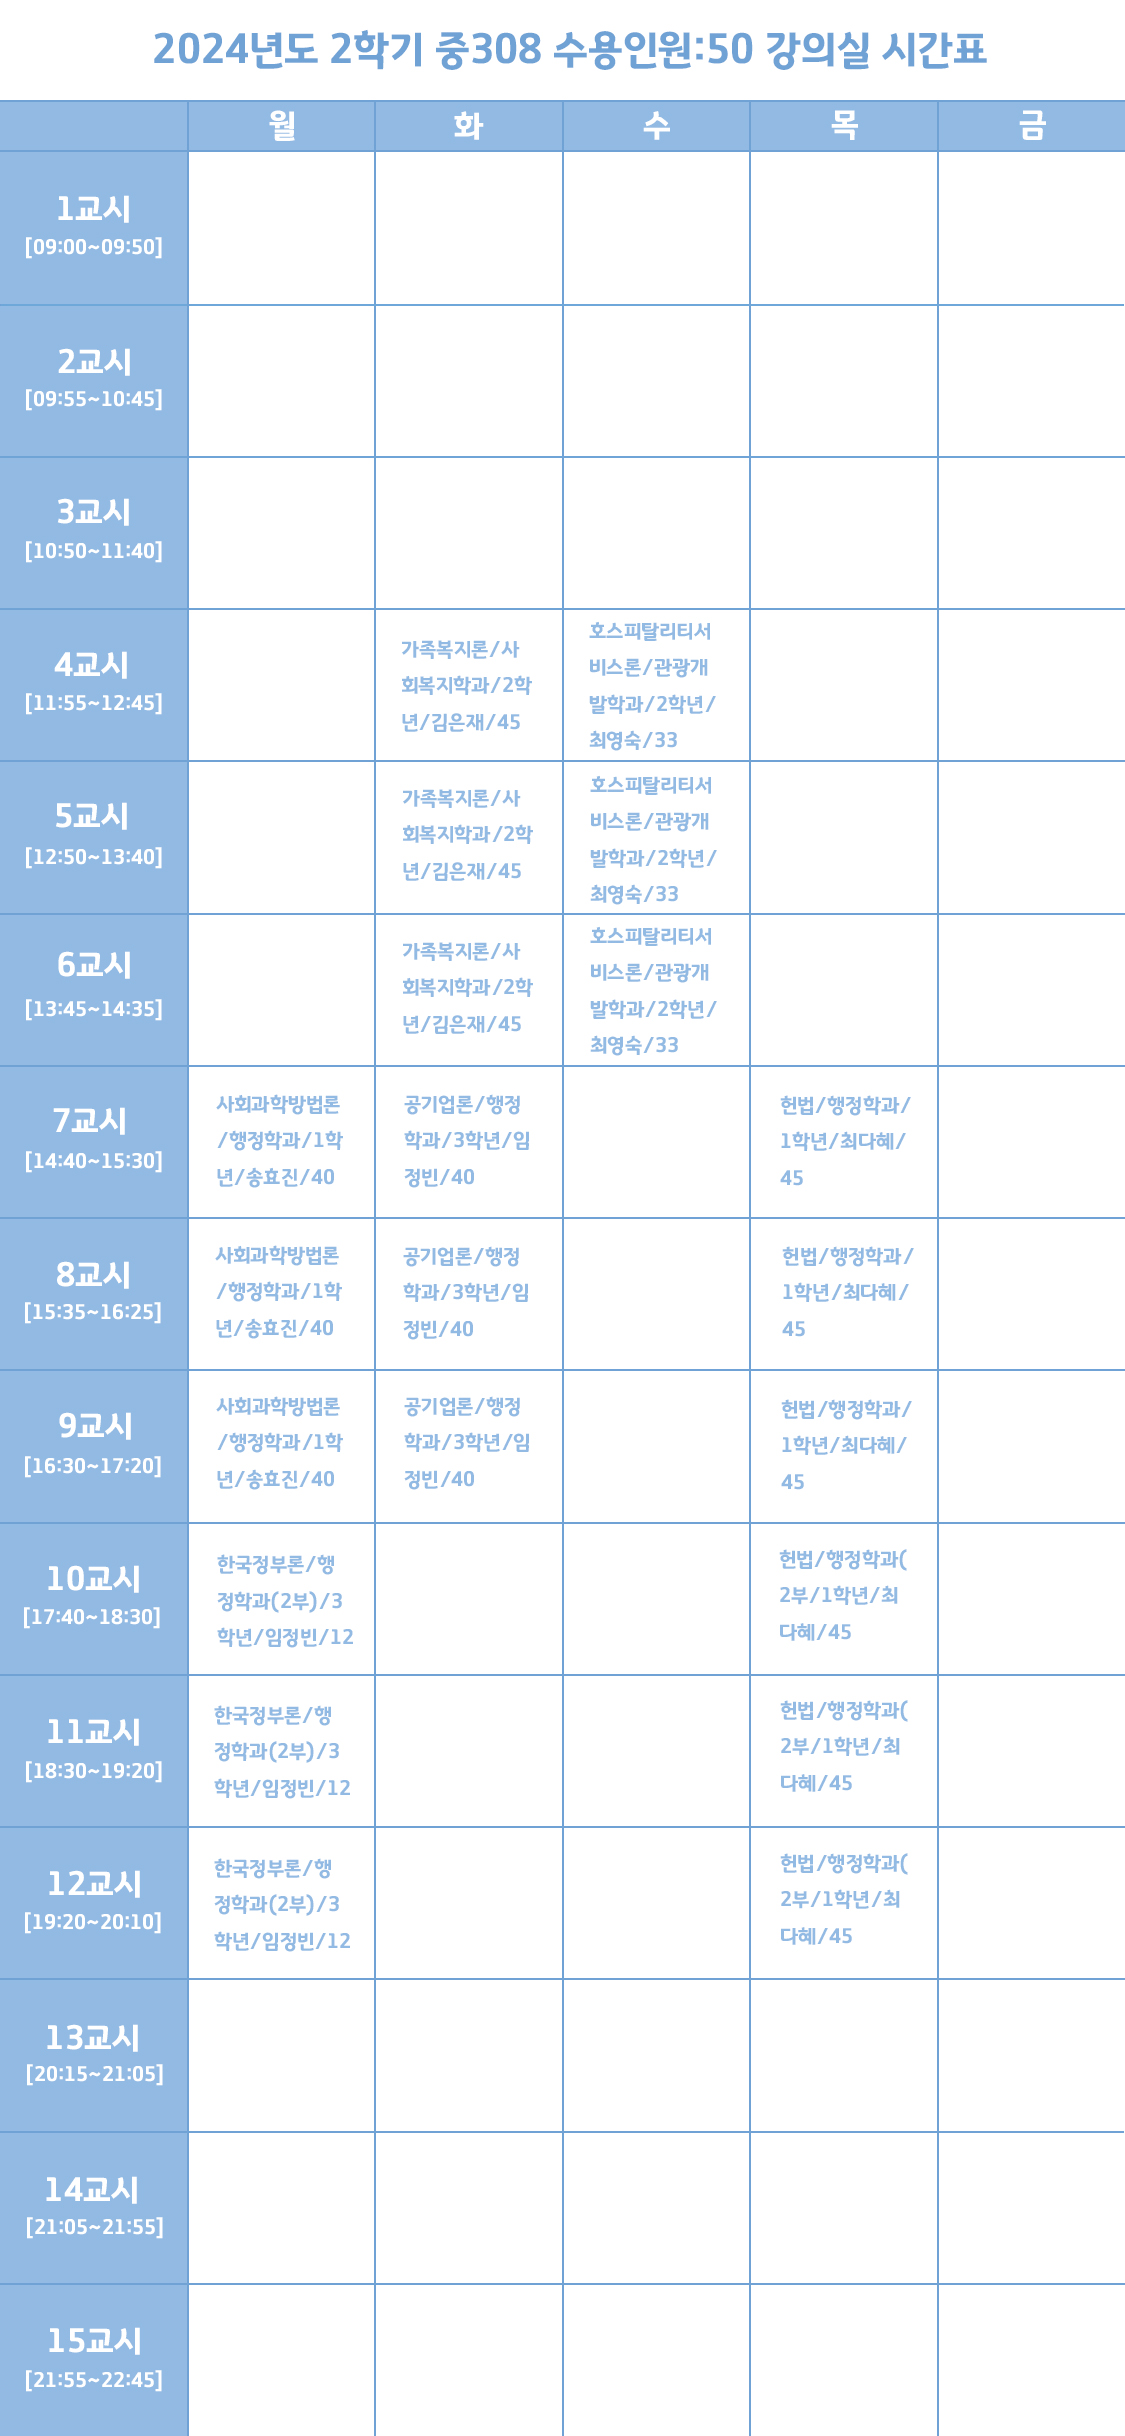 2024년도 2학기 중308 수용인원:50 강의실 시간표
월 화 수 목 금
1교시
[09:00~09:50]
2교시
[09:55~10:45]
3교시
[10:50~11:40]
4교시
[11:55~12:45]
가족복지론/사
회복지학과/2학
년/김은재/45
호스피탈리티서
비스론/관광개
발학과/2학년/
최영숙/33
5교시
[12:50~13:40]
가족복지론/사
회복지학과/2학
년/김은재/45
호스피탈리티서
비스론/관광개
발학과/2학년/
최영숙/33
6교시
[13:45~14:35]
가족복지론/사
회복지학과/2학
년/김은재/45
호스피탈리티서
비스론/관광개
발학과/2학년/
최영숙/33
7교시
[14:40~15:30]
사회과학방법론
/행정학과/1학
년/송효진/40
공기업론/행정
학과/3학년/임
정빈/40
헌법/행정학과/
1학년/최다혜/
45
8교시
[15:35~16:25]
사회과학방법론
/행정학과/1학
년/송효진/40
공기업론/행정
학과/3학년/임
정빈/40
헌법/행정학과/
1학년/최다혜/
45
9교시
[16:30~17:20]
사회과학방법론
/행정학과/1학
년/송효진/40
공기업론/행정
학과/3학년/임
정빈/40
헌법/행정학과/
1학년/최다혜/
45
10교시
[17:40~18:30]
한국정부론/행
정학과(2부)/3
학년/임정빈/12
헌법/행정학과(
2부/1학년/최
다혜/45
11교시
[18:30~19:20]
한국정부론/행
정학과(2부)/3
학년/임정빈/12
헌법/행정학과(
2부/1학년/최
다혜/45
12교시
[19:20~20:10]
한국정부론/행
정학과(2부)/3
학년/임정빈/12
헌법/행정학과(
2부/1학년/최
다혜/45
13교시
[20:15~21:05]
14교시
[21:05~21:55]
15교시
[21:55~22:45]